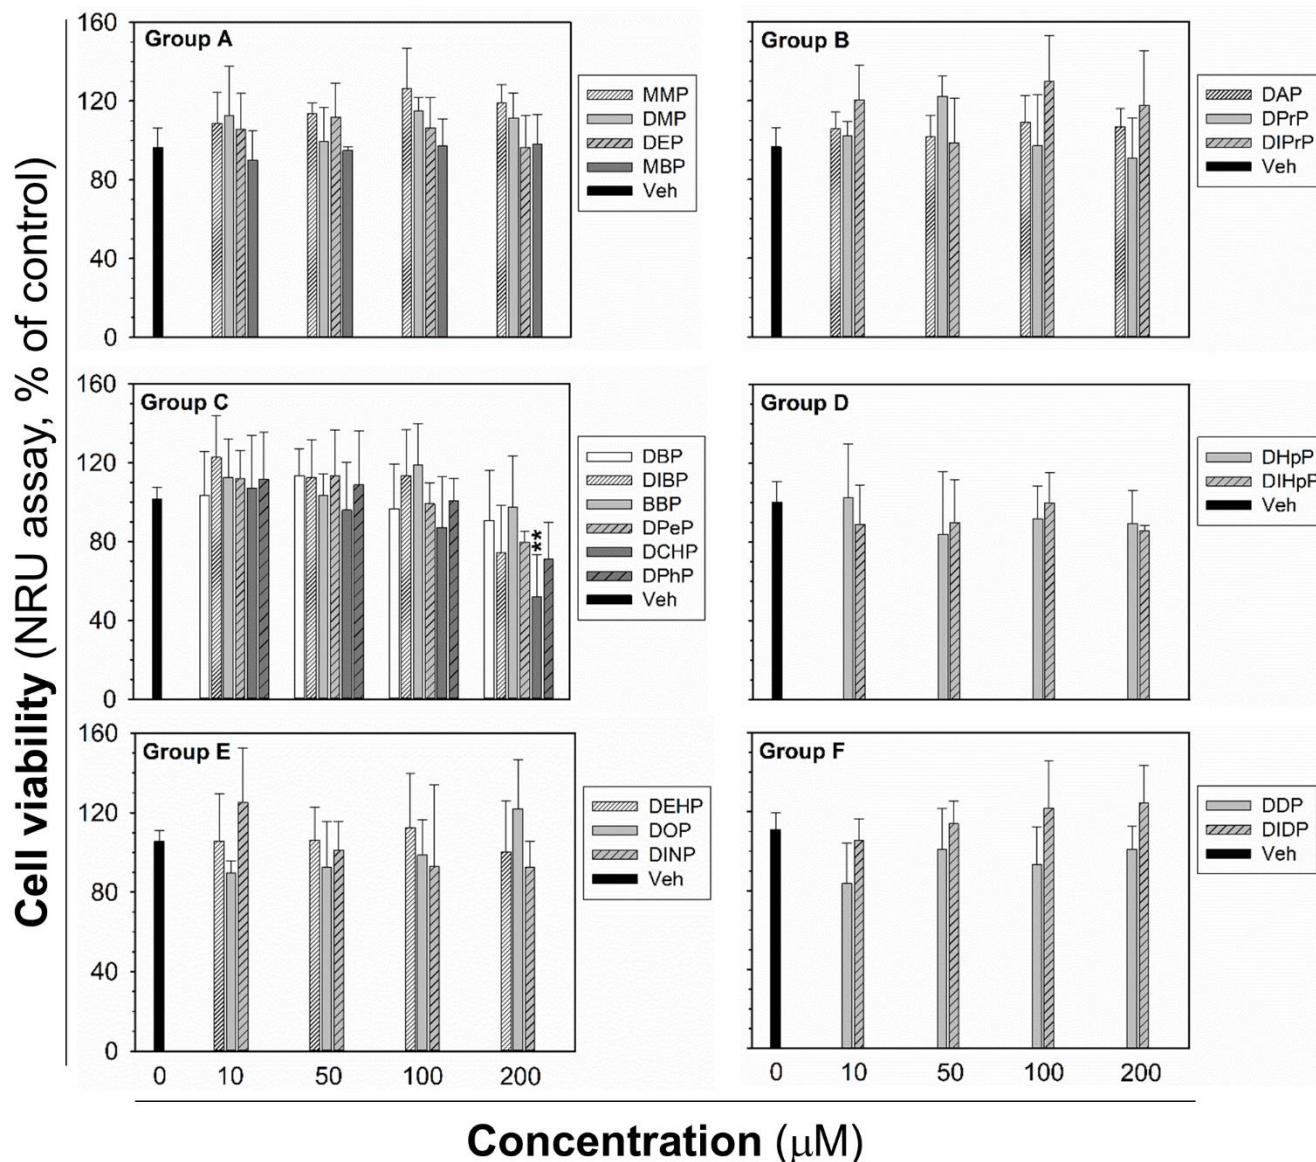 Cell viability (NRU assay, % of control)
160
120
80
40
0
Group A
MMP
DMP
DEP
MBP
Veh
Group B
DAP
DPrP
DIPrP
Veh
160
120
80
40
0
Group C
**
DBP
DIBP
BBP
DPeP
DCHP
DPhP
Veh
Group D
DHpP
DIHpP
Veh
160
120
80
40
0
Group E
DEHP
DOP
DINP
Veh
Group F
DDP
DIDP
Veh
0 10 50 100 200
0 10 50 100 200
Concentration (μM)